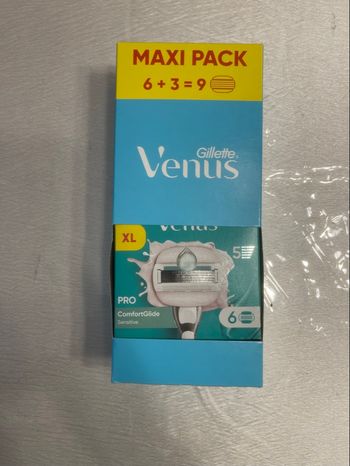 MAXI PACK
6 + 3 = 9
Gillette
Venus
Venus
XL
5
PRO
ComfortGlide
Sensitive
6